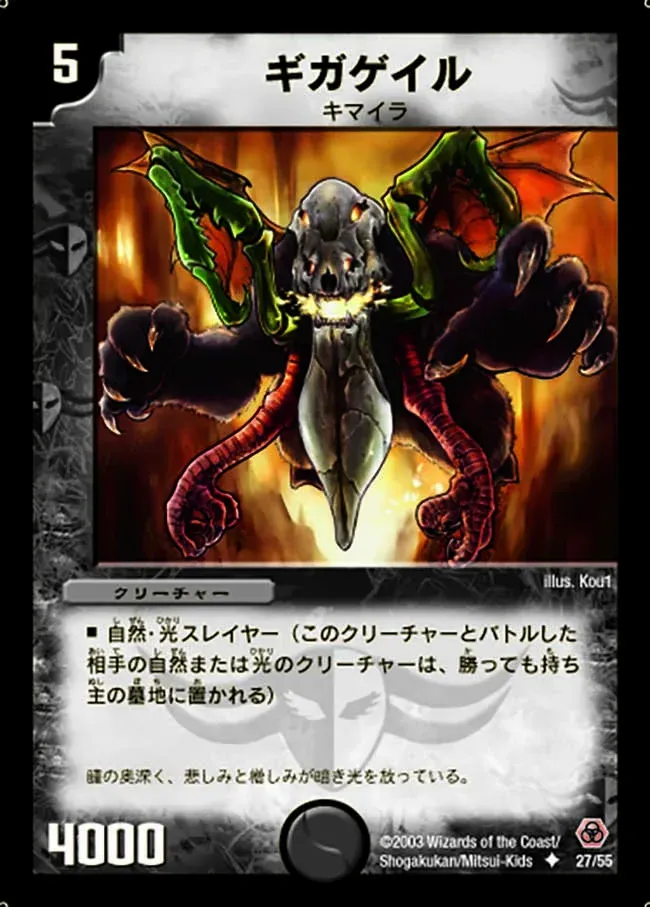 5
ギガゲイル
キマイラ
illus. Kou1
クリーチャー
■ 自然・光スレイヤー(このクリーチャーとバトルした
相手の自然または光のクリーチャーは、勝っても持ち
主の墓地に置かれる)
瞳の奥深く、悲しみと憎しみが暗き光を放っている。
4000
©2003 Wizards of the Coast/
Shogakukan/Mitsui-Kids
27/55